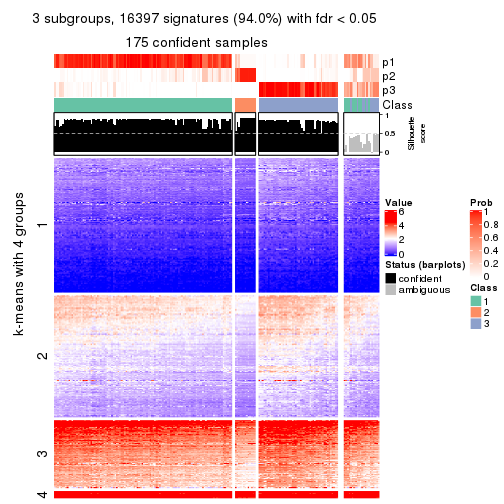 3 subgroups, 16397 signatures (94.0%) with fdr < 0.05
175 confident samples
p1
p2
p3
Class
1
0.5
0
Silhouette
score
k-means with 4 groups
1
2
3
4
Value
6
4
2
0
Status (barplots)
confident
ambiguous
Prob
1
0.8
0.6
0.4
0.2
0
Class
1
2
3